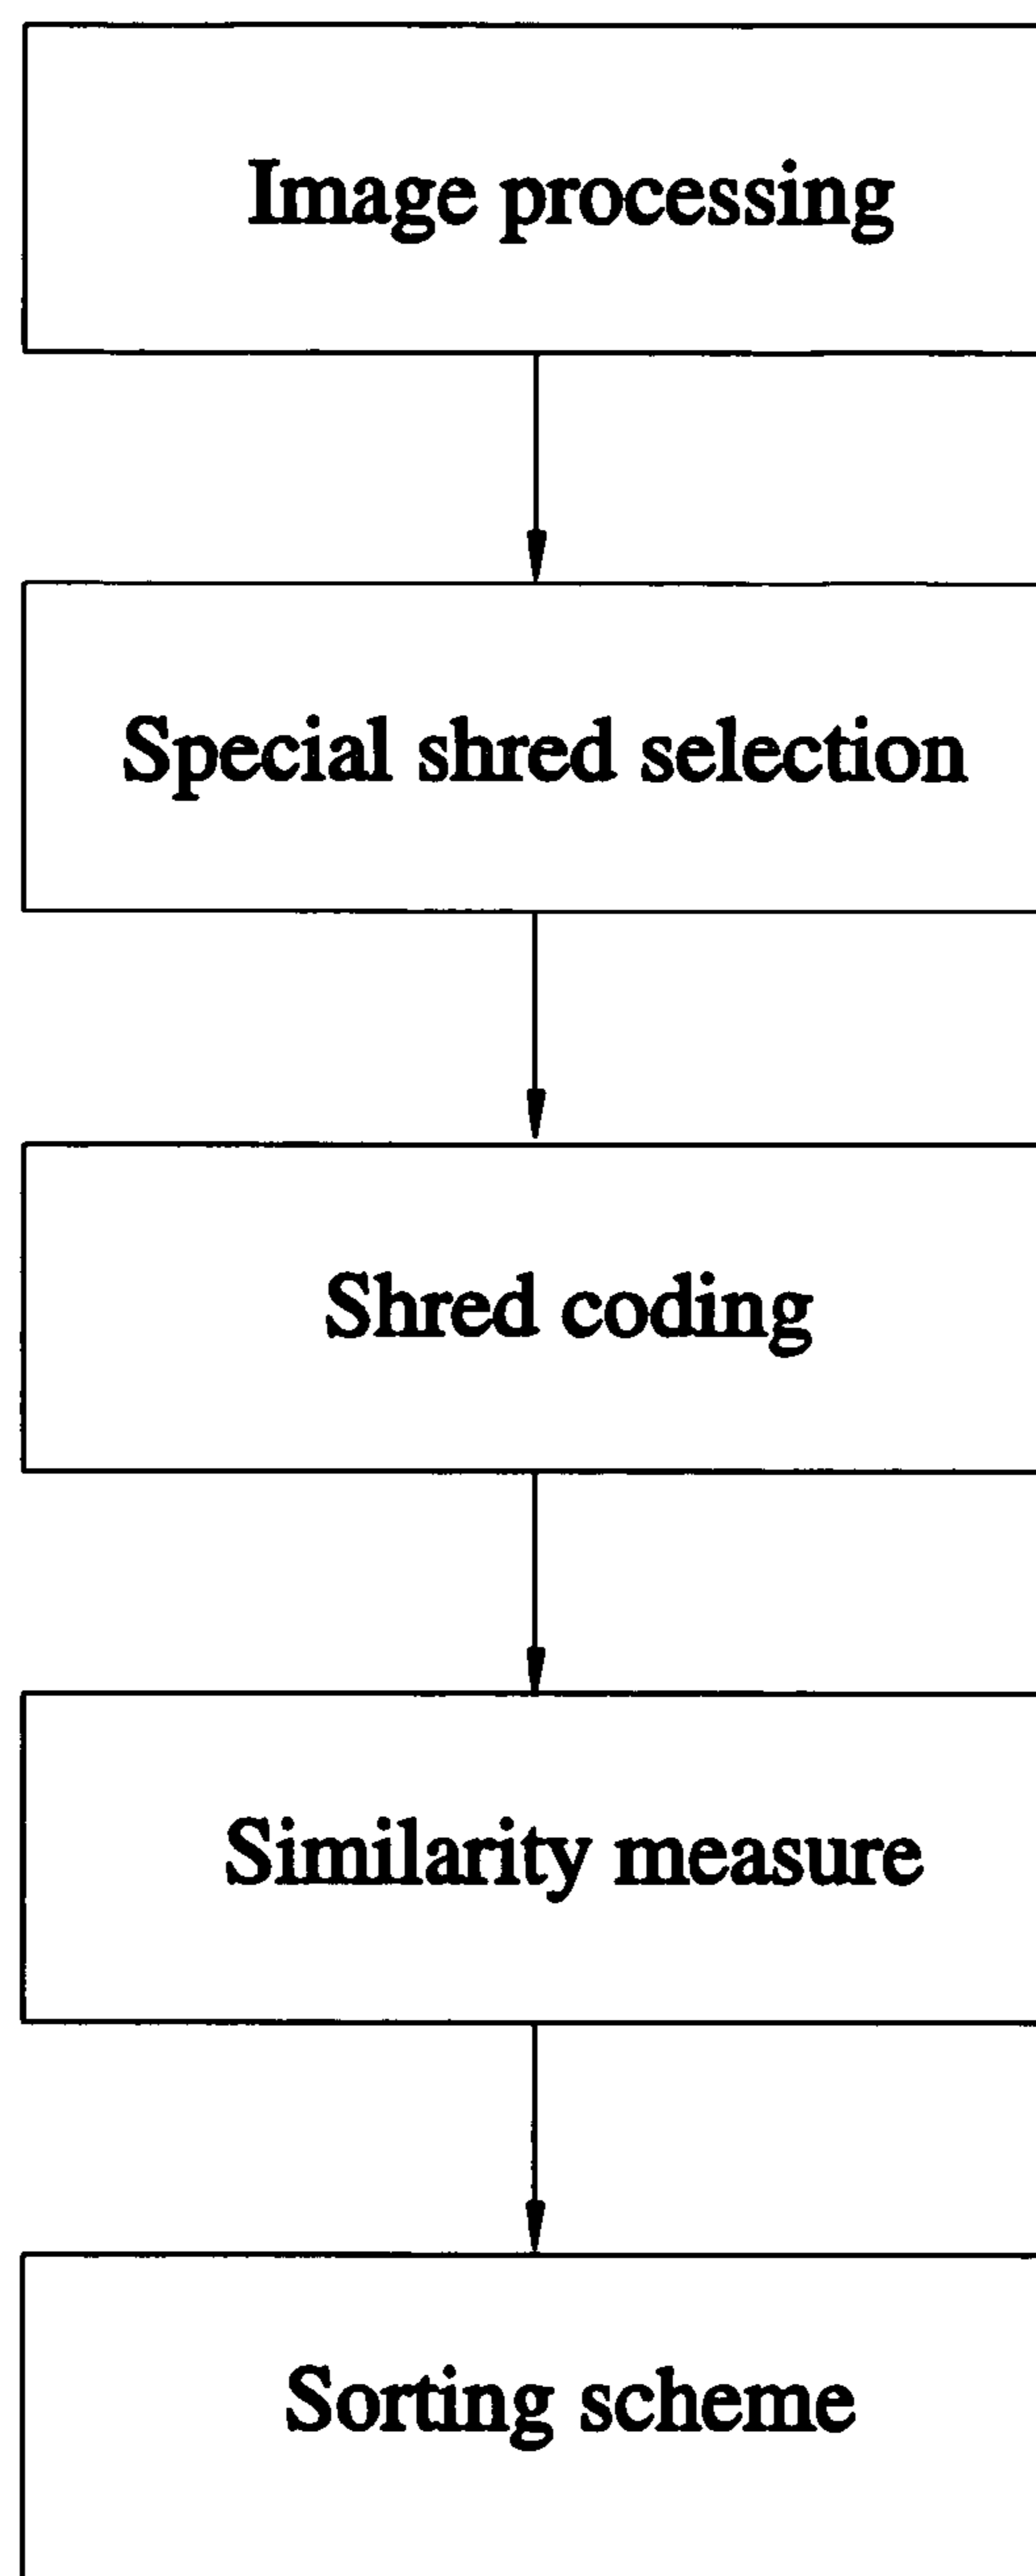 Image processing
Special shred selection
Shred coding
Similarity measure
Sorting scheme